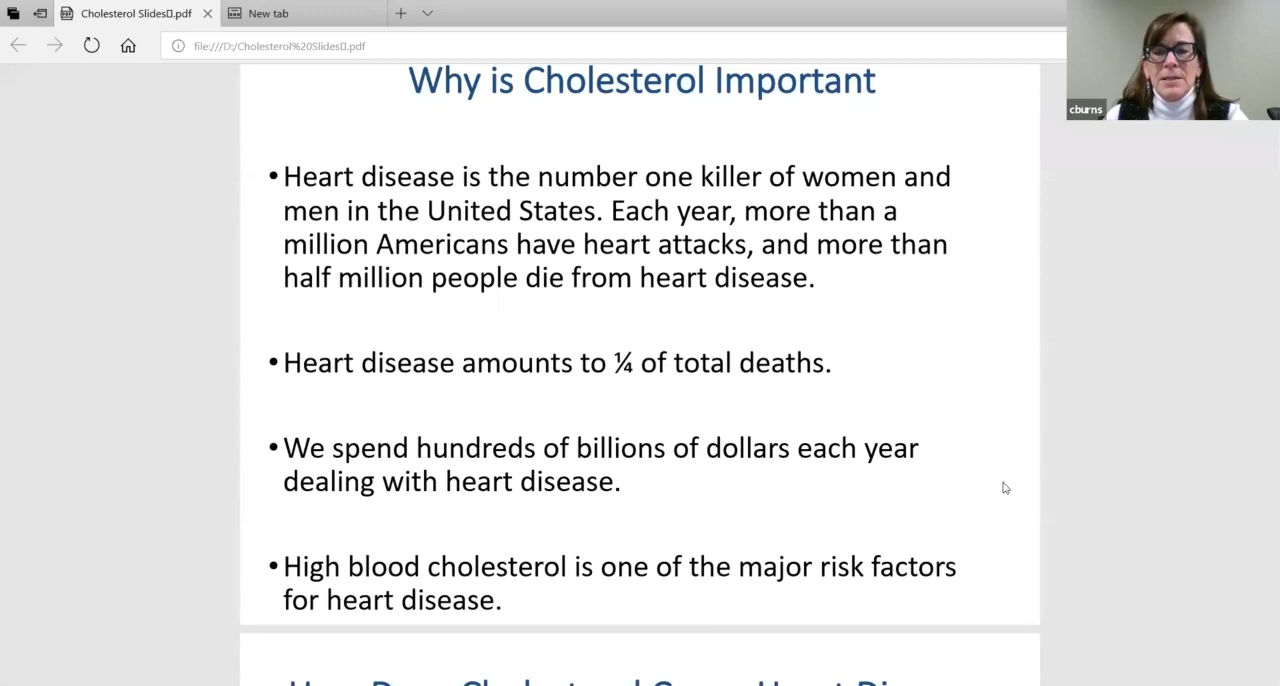 Cholesterol Slides▯.pdf
New tab
file:///D:/Cholesterol%20Slides▯.pdf
cburns
Why is Cholesterol Important
•Heart disease is the number one killer of women and
men in the United States. Each year, more than a
million Americans have heart attacks, and more than
half million people die from heart disease.
•Heart disease amounts to ¼ of total deaths.
•We spend hundreds of billions of dollars each year
dealing with heart disease.
•High blood cholesterol is one of the major risk factors
for heart disease.